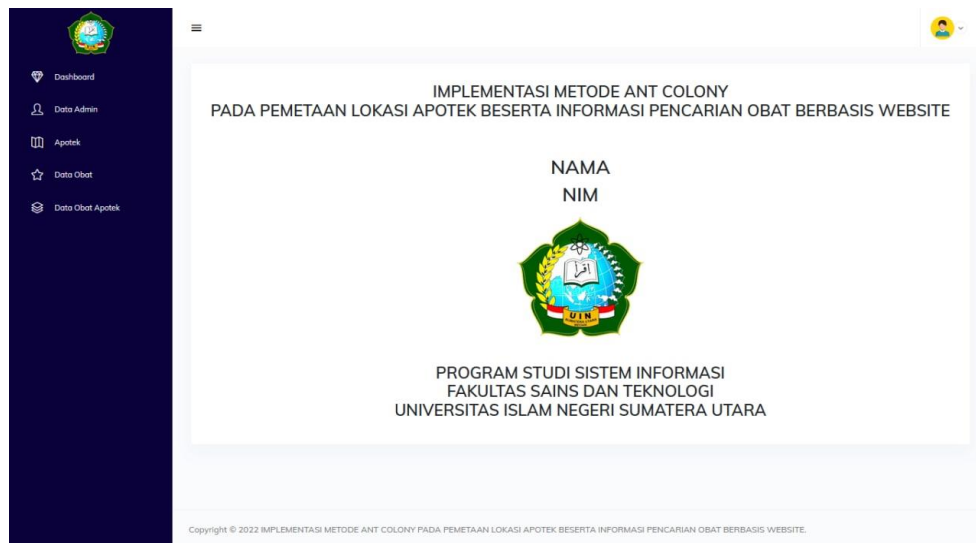 Dashboard
Data Admin
Apotek
Data Obat
Data Obat Apotek
IMPLEMENTASI METODE ANT COLONY
PADA PEMETAAN LOKASI APOTEK BESERTA INFORMASI PENCARIAN OBAT BERBASIS WEBSITE
NAMA
NIM
اقرأ
UIN
PROGRAM STUDI SISTEM INFORMASI
FAKULTAS SAINS DAN TEKNOLOGI
UNIVERSITAS ISLAM NEGERI SUMATERA UTARA
Copyright © 2022 IMPLEMENTASI METODE ANT COLONY PADA PEMETAAN LOKASI APOTEK BESERTA INFORMASI PENCARIAN OBAT BERBASIS WEBSITE.